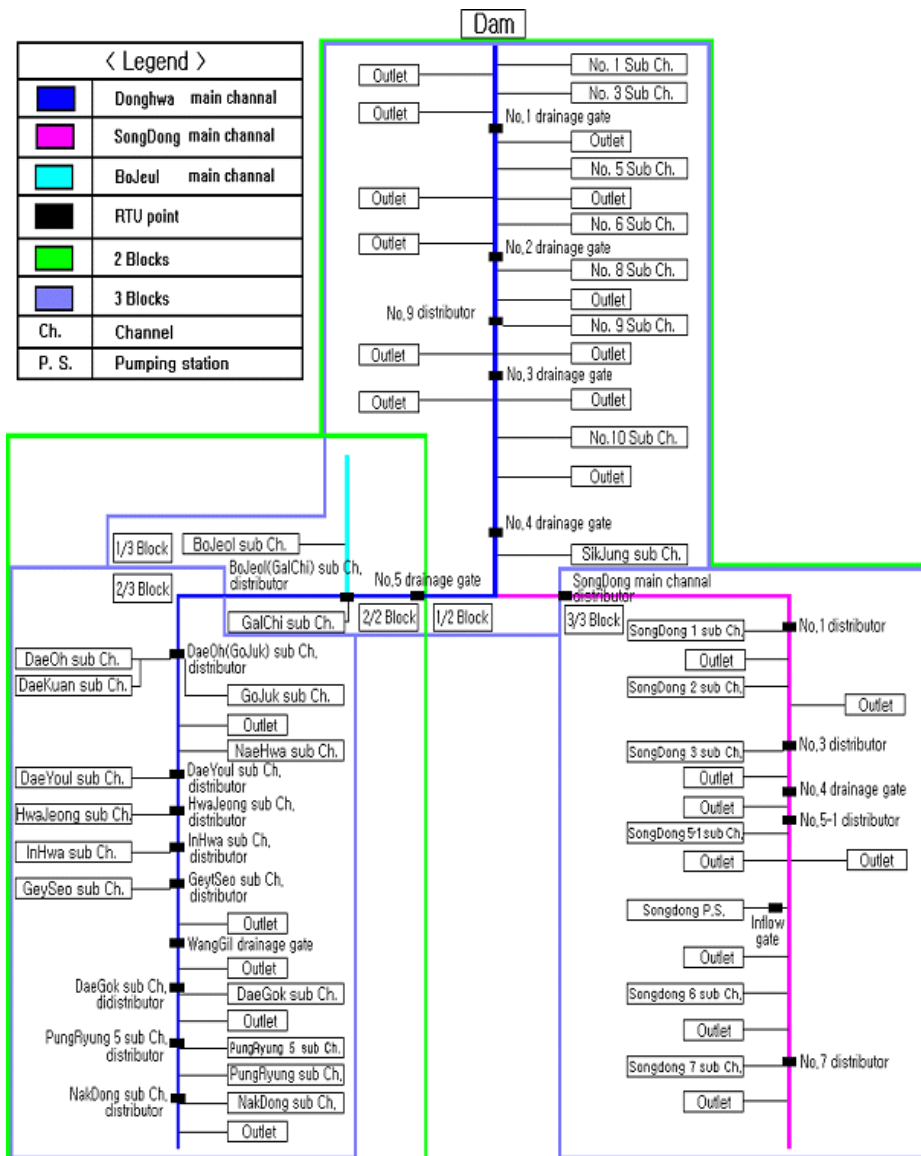 Dam
< Legend >
Donghwa main channel
SongDong main channel
BoJeul main channel
RTU point
2 Blocks
3 Blocks
Ch. Channel
P. S. Pumping station
Outlet
No. 1 Sub Ch.
No. 3 Sub Ch.
Outlet
No.1 drainage gate
Outlet
No. 5 Sub Ch.
Outlet
Outlet
No. 6 Sub Ch.
Outlet
No.2 drainage gate
No. 8 Sub Ch.
Outlet
No.9 distributor
No. 9 Sub Ch.
Outlet
Outlet
No.3 drainage gate
Outlet
Outlet
No.10 Sub Ch.
Outlet
No.4 drainage gate
1/3 Block
BoJeol sub Ch.
SikJung sub Ch.
2/3 Block
BoJeol(GalChi) sub Ch,
distributor
No.5 drainage gate
SongDong main channel
distributor
GalChi sub Ch.
2/2 Block
1/2 Block
3/3 Block
SongDong 1 sub Ch,
No.1 distributor
DaeOh sub Ch.
DaeKuan sub Ch.
DaeOh(GoJuk) sub Ch,
distributor
GoJuk sub Ch.
Outlet
NaeHwa sub Ch.
DaeYoul sub Ch.
DaeYoul sub Ch,
distributor
HwaJeong sub Ch,
HwaJeong sub Ch,
distributor
InHwa sub Ch.
InHwa sub Ch,
distributor
GeySeo sub Ch.
GeytSeo sub Ch,
distributor
Outlet
WangGil drainage gate
Outlet
DaeGok sub Ch,
didistributor
DaeGok sub Ch.
Outlet
PungRyung 5 sub Ch,
distributor
PungRyung 5 sub Ch.
PungRyung sub Ch,
NakDong sub Ch,
distributor
NakDong sub Ch,
Outlet
Outlet
SongDong 2 sub Ch,
Outlet
SongDong 3 sub Ch,
No.3 distributor
Outlet
No.4 drainage gate
Outlet
No.5-1 distributor
SongDong 5-1 sub Ch,
Outlet
Outlet
Songdong P.S.
Inflow
gate
Outlet
Songdong 6 sub Ch,
Outlet
Songdong 7 sub Ch,
No.7 distributor
Outlet